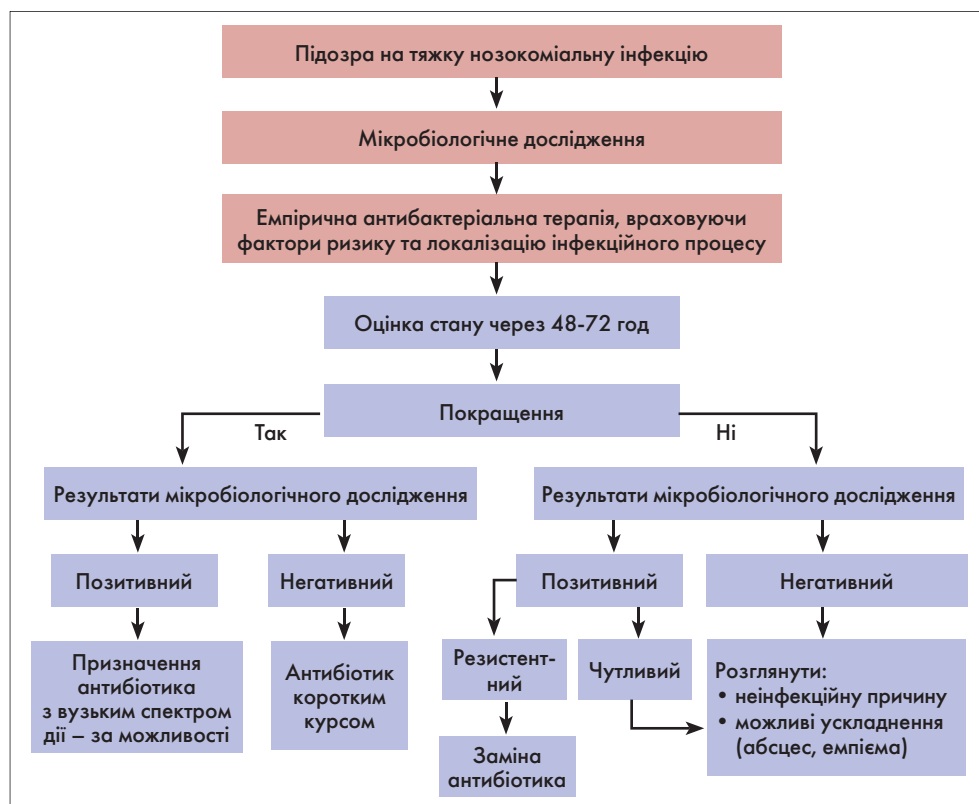 Підозра на тяжку нозокоміальну інфекцію
Мікробіологічне дослідження
Емпірична антибактеріальна терапія, враховуючи
фактори ризику та локалізацію інфекційного процесу
Оцінка стану через 48-72 год
Покращення
Так
Ні
Результати мікробіологічного дослідження
Результати мікробіологічного дослідження
Позитивний
Негативний
Позитивний
Негативний
Призначення
антибіотика
з вузьким спектром
дії – за можливості
Антибіотик
коротким
курсом
Резистент-
ний
Чутливий
Розглянути:
• неінфекційну причину
• можливі ускладнення
(абсцес, емпієма)
Заміна
антибіотика